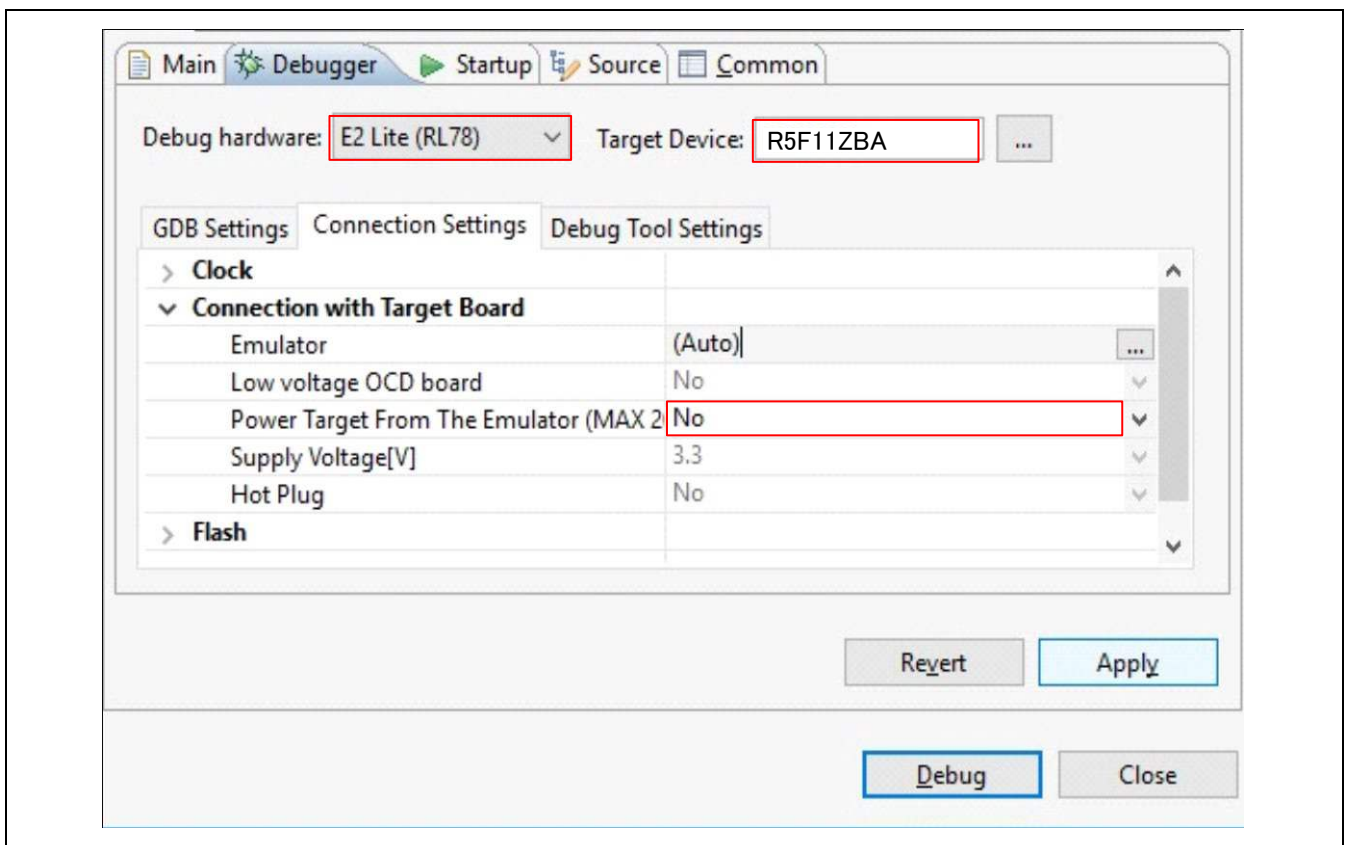 Main Debugger Startup Source Common
Debug hardware: E2 Lite (RL78) Target Device: R5F11ZBA ...
GDB Settings Connection Settings Debug Tool Settings
Clock
Connection with Target Board
Emulator (Auto) ...
Low voltage OCD board No
Power Target From The Emulator (MAX 2 No
Supply Voltage[V] 3.3
Hot Plug No
Flash
Revert Apply
Debug Close